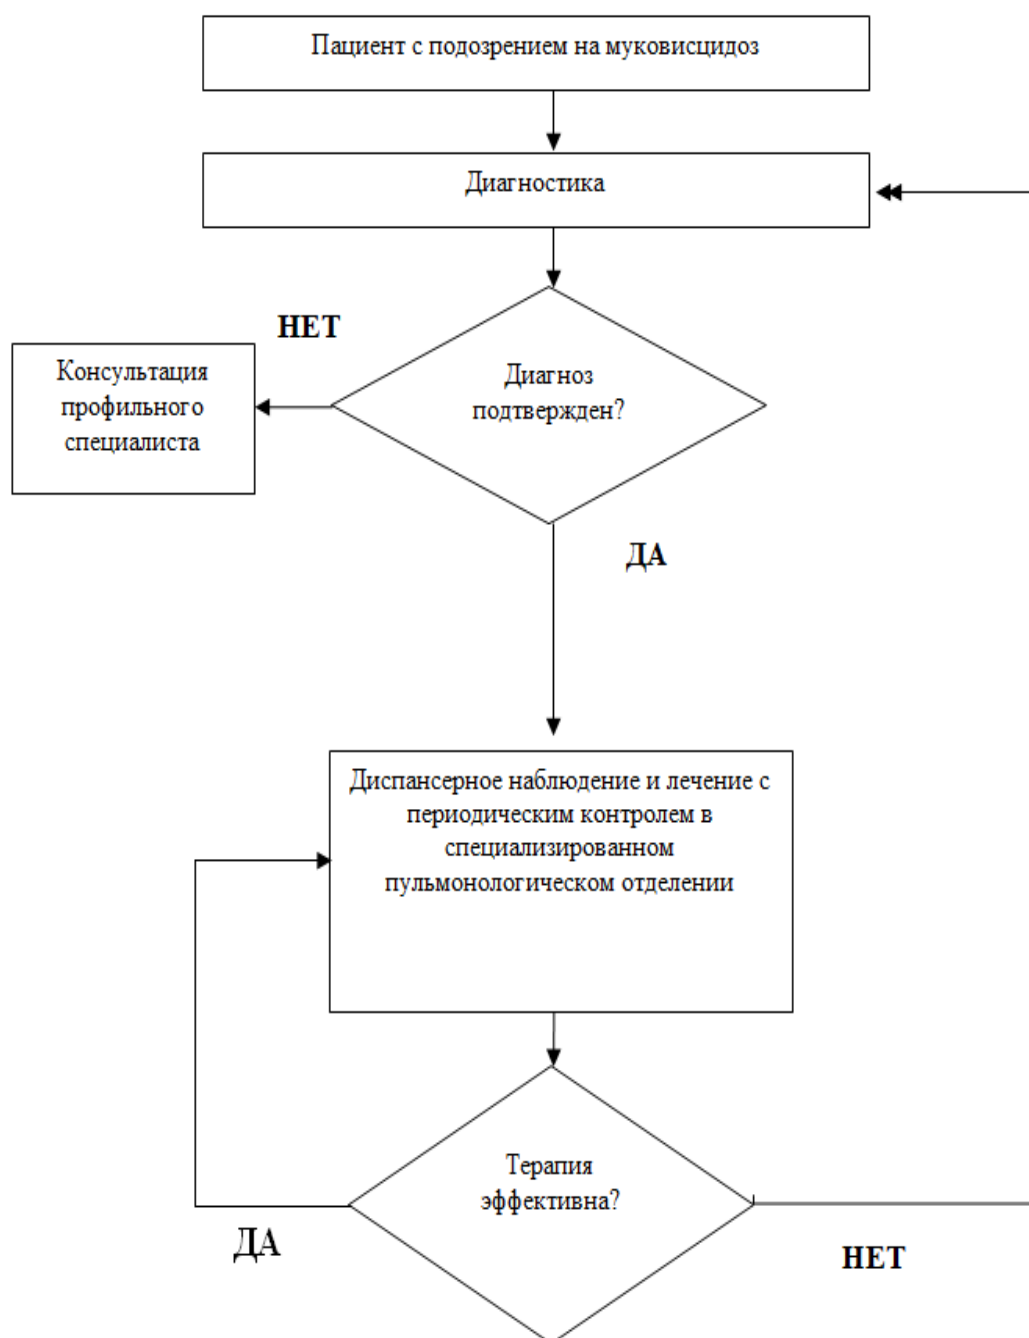 Пациент с подозрением на муковисцидоз
Диагностика
НЕТ
Диагноз
подтвержден?
Консультация
профильного
специалиста
ДА
Диспансерное наблюдение и лечение с
периодическим контролем в
специализированном
пульмонологическом отделении
Терапия
эффективна?
ДА
НЕТ